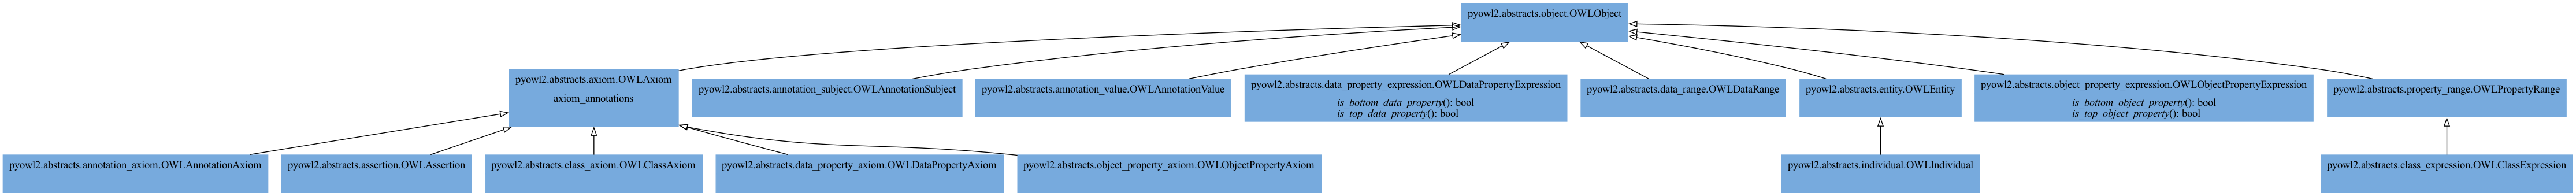 pyowl2.abstracts.object.OWLObject
pyowl2.abstracts.axiom.OWLAxiom
axiom_annotations
pyowl2.abstracts.annotation_subject.OWLAnnotationSubject
pyowl2.abstracts.annotation_value.OWLAnnotationValue
pyowl2.abstracts.data_property_expression.OWLDataPropertyExpression
is_bottom_data_property(): bool
is_top_data_property(): bool
pyowl2.abstracts.data_range.OWLDataRange
pyowl2.abstracts.entity.OWLEntity
pyowl2.abstracts.object_property_expression.OWLObjectPropertyExpression
is_bottom_object_property(): bool
is_top_object_property(): bool
pyowl2.abstracts.property_range.OWLPropertyRange
pyowl2.abstracts.annotation_axiom.OWLAnnotationAxiom
pyowl2.abstracts.assertion.OWLAssertion
pyowl2.abstracts.class_axiom.OWLClassAxiom
pyowl2.abstracts.data_property_axiom.OWLDataPropertyAxiom
pyowl2.abstracts.object_property_axiom.OWLObjectPropertyAxiom
pyowl2.abstracts.individual.OWLIndividual
pyowl2.abstracts.class_expression.OWLClassExpression